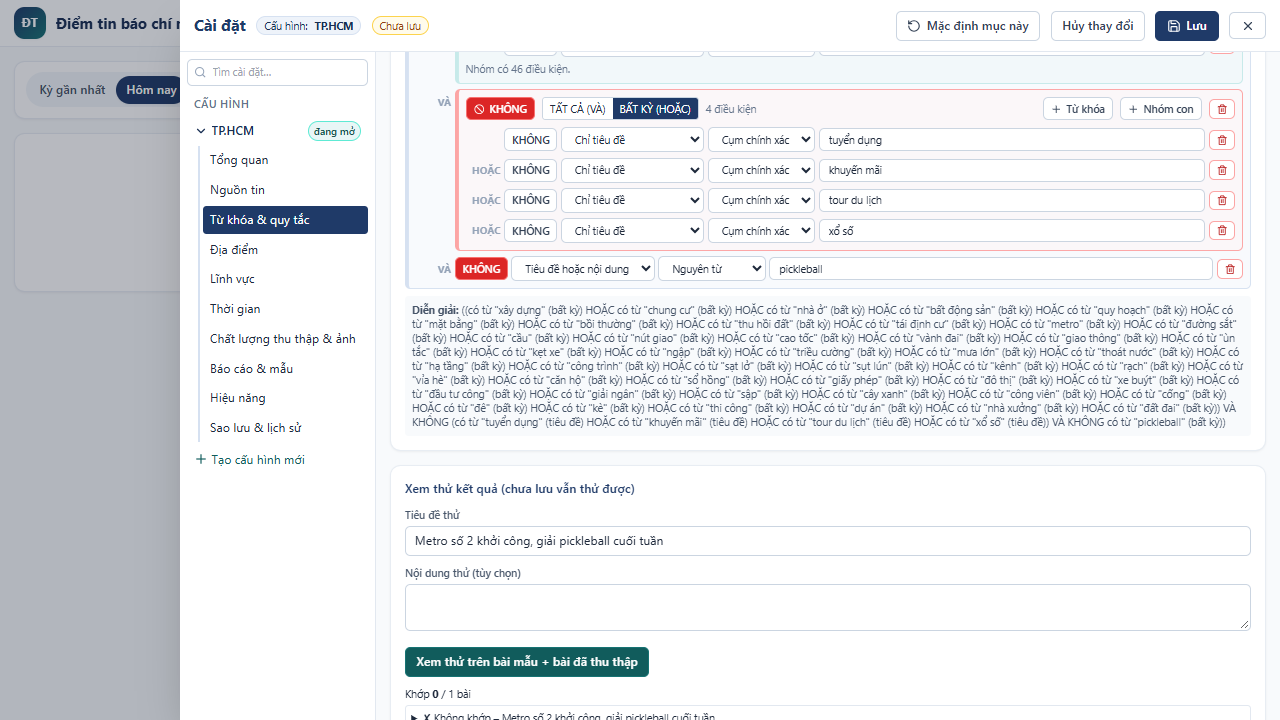 ĐT Điểm tin báo chí n
Cài đặt Cấu hình: TP.HCM Chưa lưu Mặc định mục này Hủy thay đổi Lưu
Kỳ gần nhất Hôm nay
Tìm cài đặt...
CẤU HÌNH
TP.HCM đang mở
Tổng quan
Nguồn tin
Từ khóa & quy tắc
Địa điểm
Lĩnh vực
Thời gian
Chất lượng thu thập & ảnh
Báo cáo & mẫu
Hiệu năng
Sao lưu & lịch sử
+ Tạo cấu hình mới
Nhóm có 46 điều kiện.
VÀ KHÔNG TẤT CẢ (VÀ) BẤT KỲ (HOẶC) 4 điều kiện + Từ khóa + Nhóm con
KHÔNG Chỉ tiêu đề Cụm chính xác tuyển dụng
HOẶC KHÔNG Chỉ tiêu đề Cụm chính xác khuyến mãi
HOẶC KHÔNG Chỉ tiêu đề Cụm chính xác tour du lịch
HOẶC KHÔNG Chỉ tiêu đề Cụm chính xác xổ số
VÀ KHÔNG Tiêu đề hoặc nội dung Nguyên từ pickleball
Diễn giải: ((có từ "xây dựng" (bất kỳ) HOẶC có từ "chung cư" (bất kỳ) HOẶC có từ "nhà ở" (bất kỳ) HOẶC có từ "bất động sản" (bất kỳ) HOẶC có từ "quy hoạch" (bất kỳ) HOẶC có
từ "mặt bằng" (bất kỳ) HOẶC có từ "bồi thường" (bất kỳ) HOẶC có từ "thu hồi đất" (bất kỳ) HOẶC có từ "tái định cư" (bất kỳ) HOẶC có từ "metro" (bất kỳ) HOẶC có từ "đường sắt"
(bất kỳ) HOẶC có từ "cầu" (bất kỳ) HOẶC có từ "nút giao" (bất kỳ) HOẶC có từ "cao tốc" (bất kỳ) HOẶC có từ "vành đai" (bất kỳ) HOẶC có từ "giao thông" (bất kỳ) HOẶC có từ "ùn
tắc" (bất kỳ) HOẶC có từ "kẹt xe" (bất kỳ) HOẶC có từ "ngập" (bất kỳ) HOẶC có từ "triều cường" (bất kỳ) HOẶC có từ "mưa lớn" (bất kỳ) HOẶC có từ "thoát nước" (bất kỳ) HOẶC có
từ "hạ tầng" (bất kỳ) HOẶC có từ "công trình" (bất kỳ) HOẶC có từ "sạt lở" (bất kỳ) HOẶC có từ "sụt lún" (bất kỳ) HOẶC có từ "kênh" (bất kỳ) HOẶC có từ "rạch" (bất kỳ) HOẶC có từ
"vỉa hè" (bất kỳ) HOẶC có từ "căn hộ" (bất kỳ) HOẶC có từ "sổ hồng" (bất kỳ) HOẶC có từ "giấy phép" (bất kỳ) HOẶC có từ "đô thị" (bất kỳ) HOẶC có từ "xe buýt" (bất kỳ) HOẶC có từ
"đầu tư công" (bất kỳ) HOẶC có từ "giải ngân" (bất kỳ) HOẶC có từ "sập" (bất kỳ) HOẶC có từ "cây xanh" (bất kỳ) HOẶC có từ "công viên" (bất kỳ) HOẶC có từ "cống" (bất kỳ)
HOẶC có từ "đê" (bất kỳ) HOẶC có từ "kè" (bất kỳ) HOẶC có từ "thi công" (bất kỳ) HOẶC có từ "dự án" (bất kỳ) HOẶC có từ "nhà xưởng" (bất kỳ) HOẶC có từ "đất đai" (bất kỳ)) VÀ
KHÔNG (có từ "tuyển dụng" (tiêu đề) HOẶC có từ "khuyến mãi" (tiêu đề) HOẶC có từ "tour du lịch" (tiêu đề) HOẶC có từ "xổ số" (tiêu đề)) VÀ KHÔNG có từ "pickleball" (bất kỳ))
Xem thử kết quả (chưa lưu vẫn thử được)
Tiêu đề thử
Metro số 2 khởi công, giải pickleball cuối tuần
Nội dung thử (tùy chọn)
Xem thử trên bài mẫu + bài đã thu thập
Khớp 0 / 1 bài
▶ ✗ Không khớp – Metro số 2 khởi công, giải pickleball cuối tuần